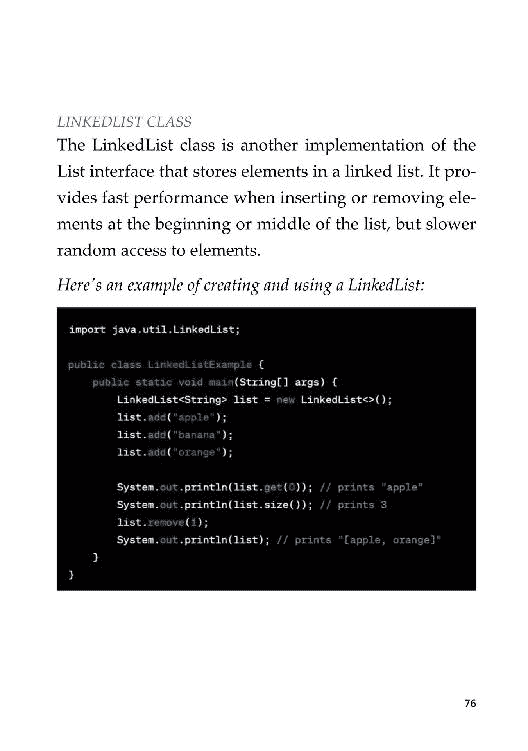 LINKEDLIST CLASS
The LinkedList class is another implementation of the
List interface that stores elements in a linked list. It pro-
vides fast performance when inserting or removing ele-
ments at the beginning or middle of the list, but slower
random access to elements.
Here's an example of creating and using a LinkedList:
import java.util.LinkedList;
public class LinkedListExample {
    public static void main(String[] args) {
        LinkedList<String> list = new LinkedList<>();
        list.add("apple");
        list.add("banana");
        list.add("orange");
        System.out.println(list.get(0)); // prints "apple"
        System.out.println(list.size()); // prints 3
        list.remove(1);
        System.out.println(list); // prints "[apple, orange]"
    }
}
76